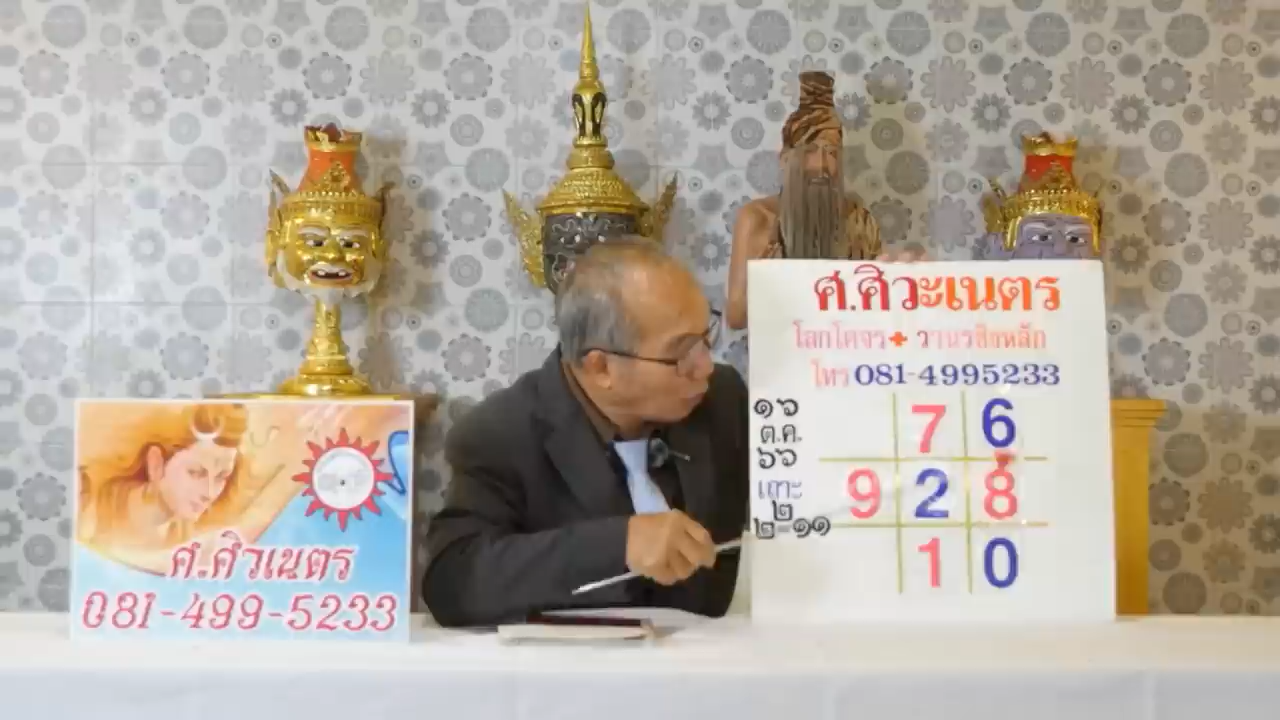 ศ.ศิวเนตร
081-499-5233
ศ.ศิวะเนตร
โลกโคจร+ วานรสิงหลัก
โทร 081-4995233
๑๖
ต.ค.
๖๖
เกาะ
๒
๒-๑๑
7 6
9 2 8
1 0